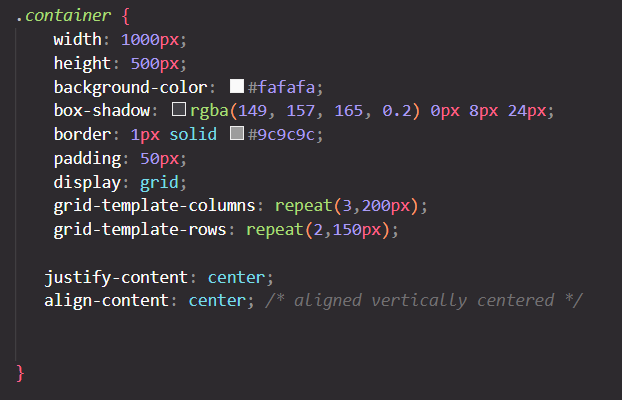 .container {
width: 1000px;
height: 500px;
background-color: #fafafa;
box-shadow: rgba(149, 157, 165, 0.2) 0px 8px 24px;
border: 1px solid #9c9c9c;
padding: 50px;
display: grid;
grid-template-columns: repeat(3,200px);
grid-template-rows: repeat(2,150px);
justify-content: center;
align-content: center; /* aligned vertically centered */
}